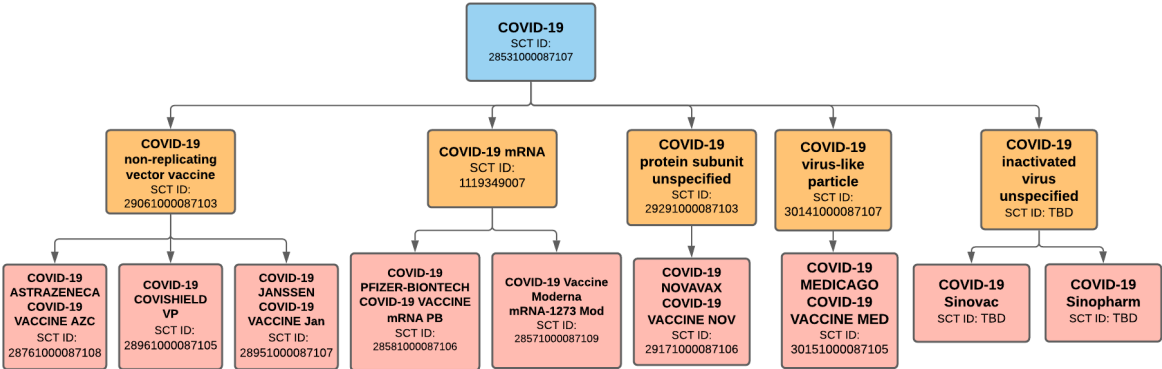 COVID-19
SCT ID:
28531000087107
COVID-19
non-replicating
vector vaccine
SCT ID:
29061000087103
COVID-19 mRNA
SCT ID:
1119349007
COVID-19
protein subunit
unspecified
SCT ID:
29291000087103
COVID-19
virus-like
particle
SCT ID:
30141000087107
COVID-19
inactivated
virus
unspecified
SCT ID: TBD
COVID-19
ASTRAZENECA
COVID-19
VACCINE AZC
SCT ID:
28761000087108
COVID-19
COVISHIELD
VP
SCT ID:
28961000087105
COVID-19
JANSSEN
COVID-19
VACCINE Jan
SCT ID:
28951000087107
COVID-19
PFIZER-BIONTECH
COVID-19 VACCINE
mRNA PB
SCT ID:
28581000087106
COVID-19 Vaccine
Moderna
mRNA-1273 Mod
SCT ID:
28571000087109
COVID-19
NOVAVAX
COVID-19
VACCINE NOV
SCT ID:
29171000087106
COVID-19
MEDICAGO
COVID-19
VACCINE MED
SCT ID:
30151000087105
COVID-19
Sinovac
SCT ID: TBD
COVID-19
Sinopharm
SCT ID: TBD